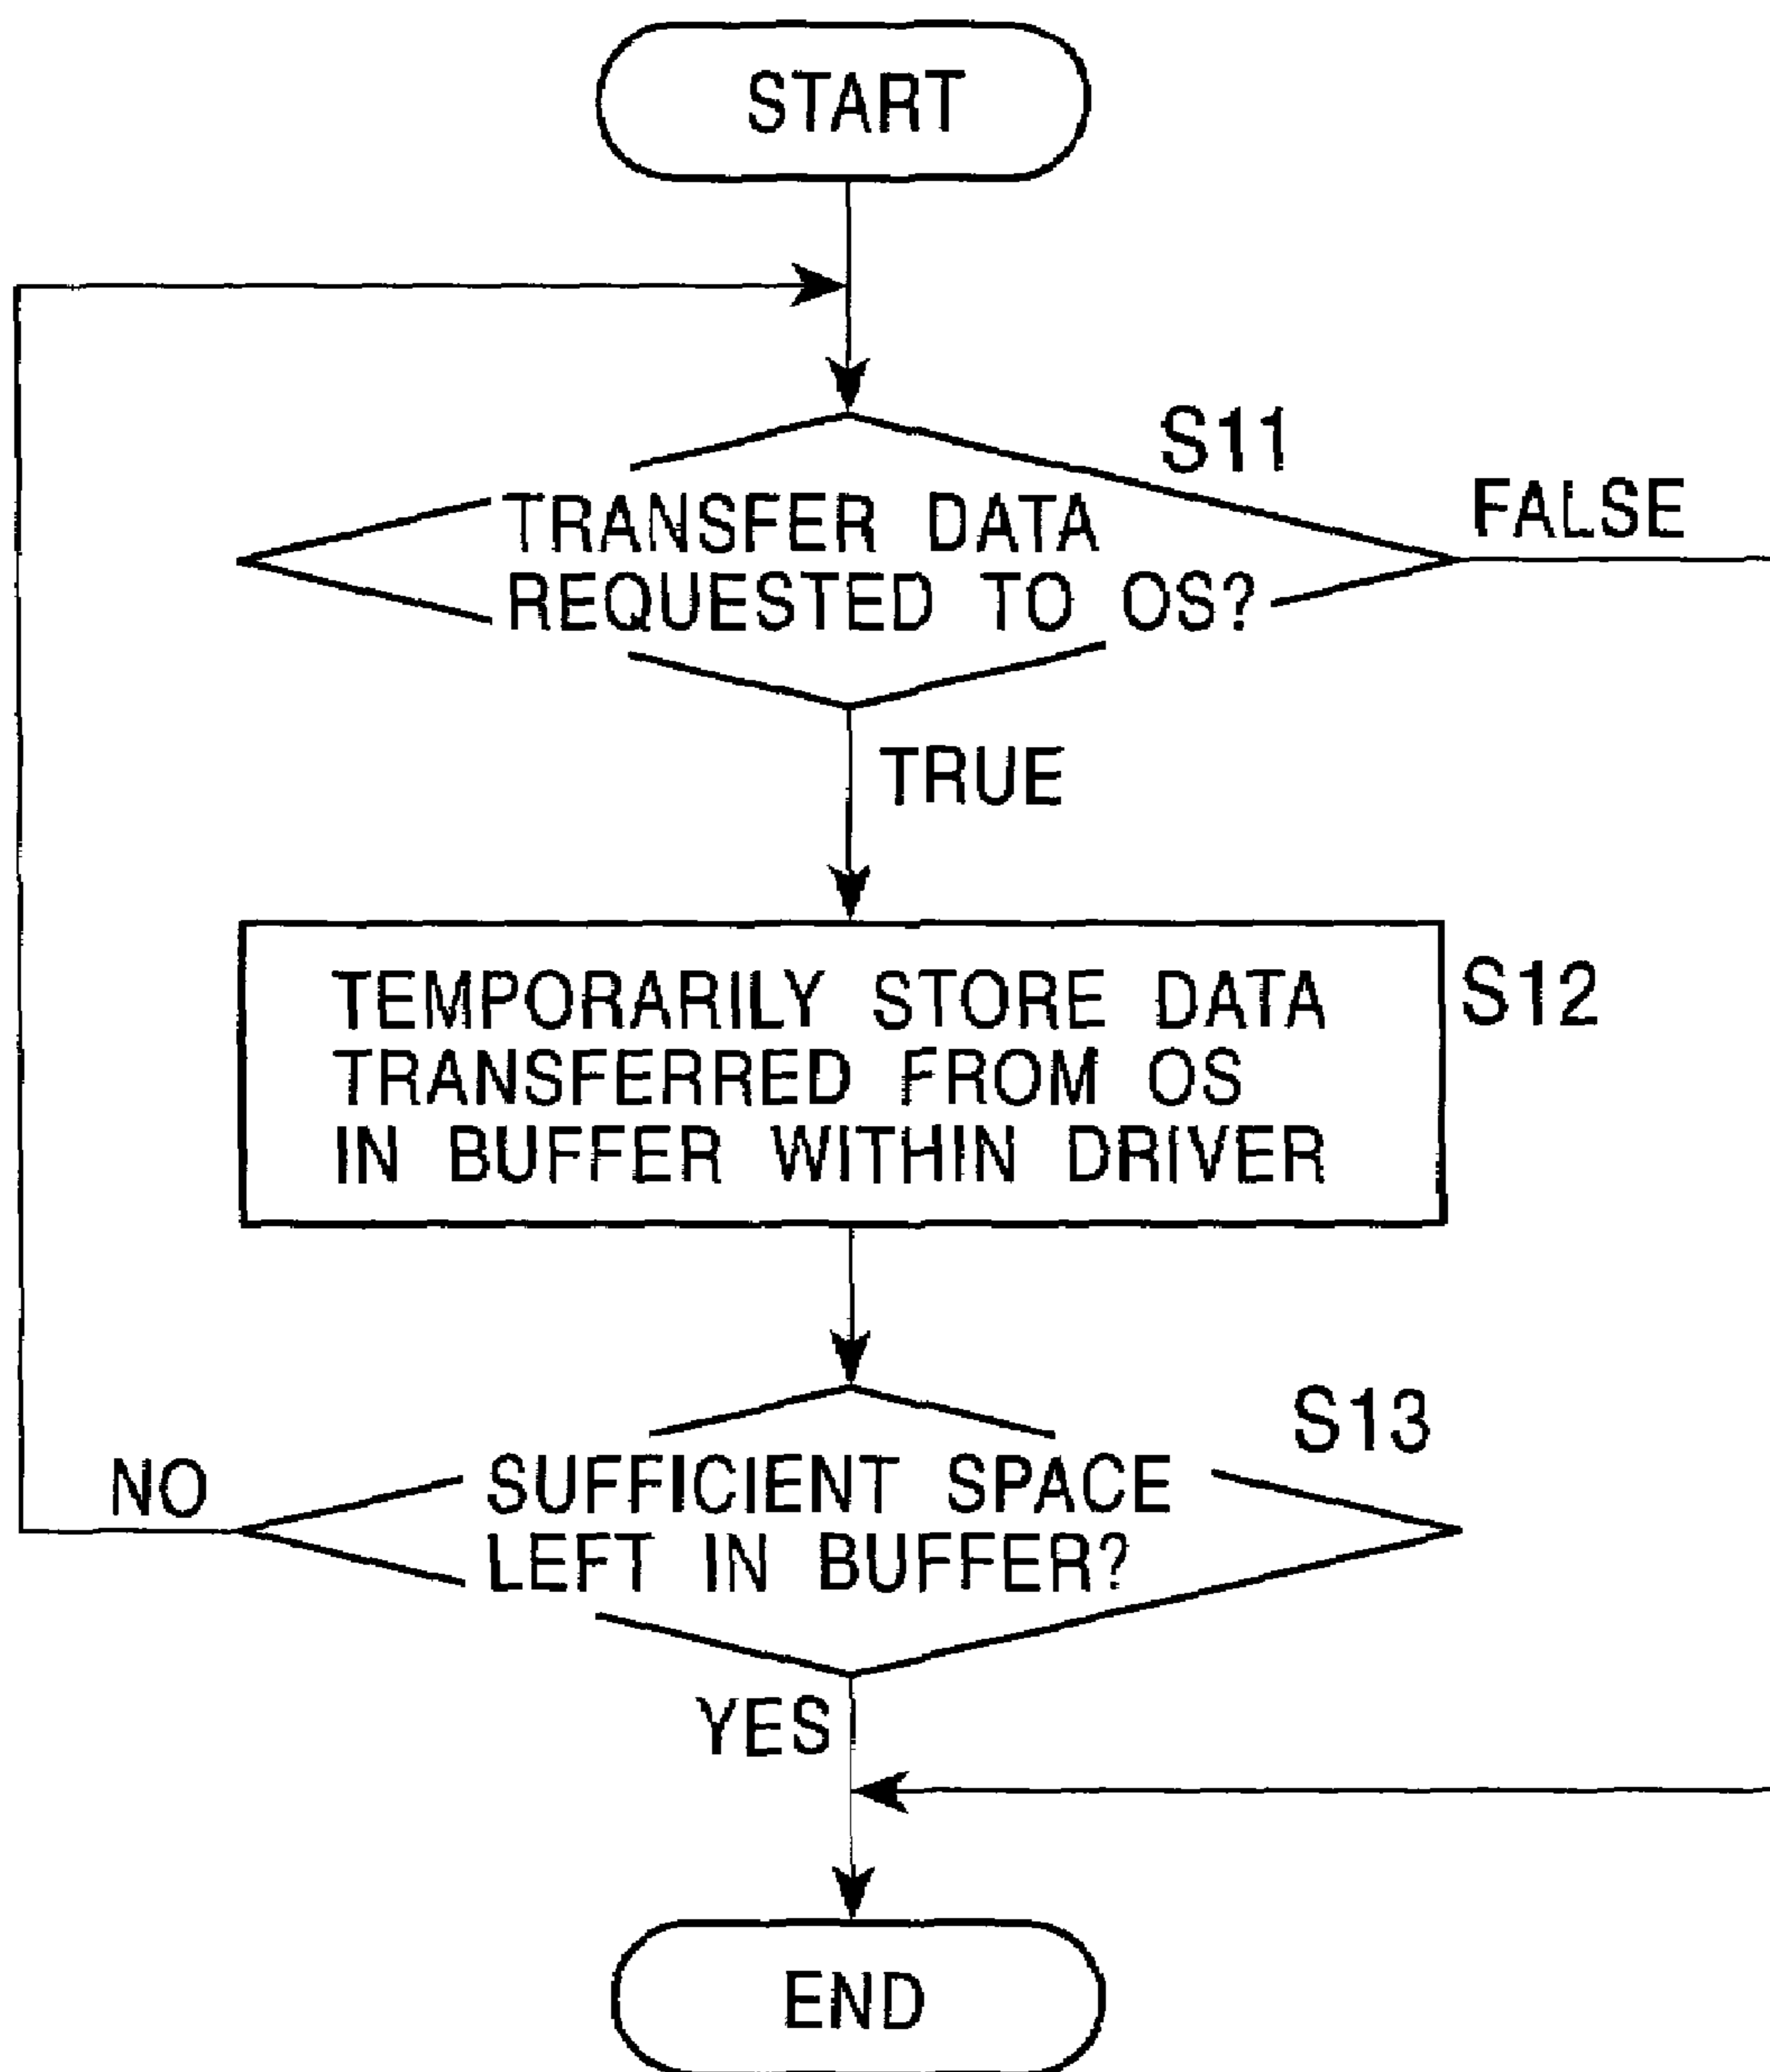 START
S11
TRANSFER DATA
REQUESTED TO OS?
FALSE
TRUE
TEMPORARILY STORE DATA
TRANSFERRED FROM OS
IN BUFFER WITHIN DRIVER
S12
S13
SUFFICIENT SPACE
LEFT IN BUFFER?
NO
YES
END